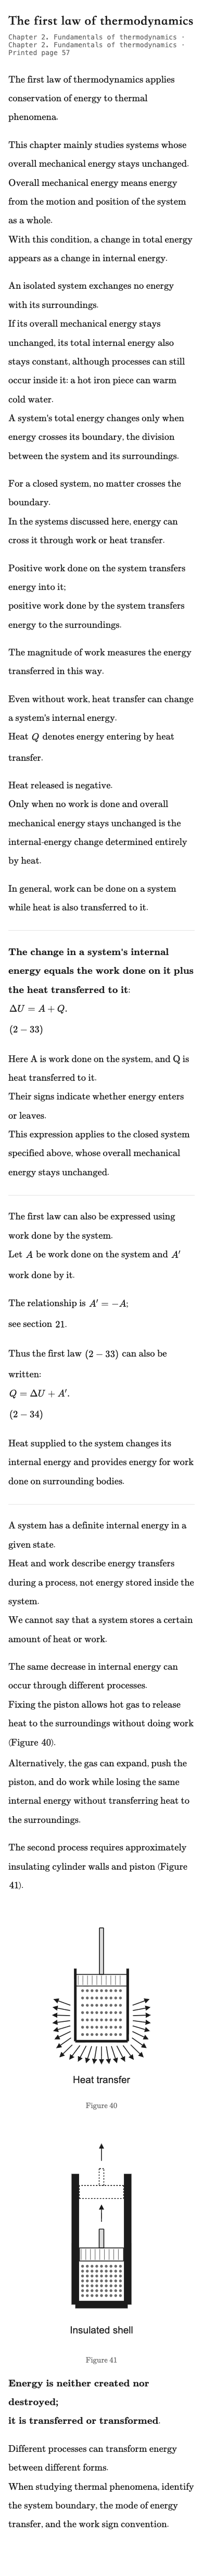 The first law of thermodynamics
Chapter 2. Fundamentals of thermodynamics ·
Chapter 2. Fundamentals of thermodynamics ·
Printed page 57
The first law of thermodynamics applies
conservation of energy to thermal
phenomena.
This chapter mainly studies systems whose
overall mechanical energy stays unchanged.
Overall mechanical energy means energy
from the motion and position of the system
as a whole.
With this condition, a change in total energy
appears as a change in internal energy.
An isolated system exchanges no energy
with its surroundings.
If its overall mechanical energy stays
unchanged, its total internal energy also
stays constant, although processes can still
occur inside it: a hot iron piece can warm
cold water.
A system's total energy changes only when
energy crosses its boundary, the division
between the system and its surroundings.
For a closed system, no matter crosses the
boundary.
In the systems discussed here, energy can
cross it through work or heat transfer.
Positive work done on the system transfers
energy into it;
positive work done by the system transfers
energy to the surroundings.
The magnitude of work measures the energy
transferred in this way.
Even without work, heat transfer can change
a system's internal energy.
Heat Q denotes energy entering by heat
transfer.
Heat released is negative.
Only when no work is done and overall
mechanical energy stays unchanged is the
internal-energy change determined entirely
by heat.
In general, work can be done on a system
while heat is also transferred to it.
The change in a system's internal
energy equals the work done on it plus
the heat transferred to it:
ΔU = A + Q.
(2 − 33)
Here A is work done on the system, and Q is
heat transferred to it.
Their signs indicate whether energy enters
or leaves.
This expression applies to the closed system
specified above, whose overall mechanical
energy stays unchanged.
The first law can also be expressed using
work done by the system.
Let A be work done on the system and A′
work done by it.
The relationship is A′ = −A;
see section 21.
Thus the first law (2 − 33) can also be
written:
Q = ΔU + A′.
(2 − 34)
Heat supplied to the system changes its
internal energy and provides energy for work
done on surrounding bodies.
A system has a definite internal energy in a
given state.
Heat and work describe energy transfers
during a process, not energy stored inside the
system.
We cannot say that a system stores a certain
amount of heat or work.
The same decrease in internal energy can
occur through different processes.
Fixing the piston allows hot gas to release
heat to the surroundings without doing work
(Figure 40).
Alternatively, the gas can expand, push the
piston, and do work while losing the same
internal energy without transferring heat to
the surroundings.
The second process requires approximately
insulating cylinder walls and piston (Figure
41).
Heat transfer
Figure 40
Insulated shell
Figure 41
Energy is neither created nor
destroyed;
it is transferred or transformed.
Different processes can transform energy
between different forms.
When studying thermal phenomena, identify
the system boundary, the mode of energy
transfer, and the work sign convention.